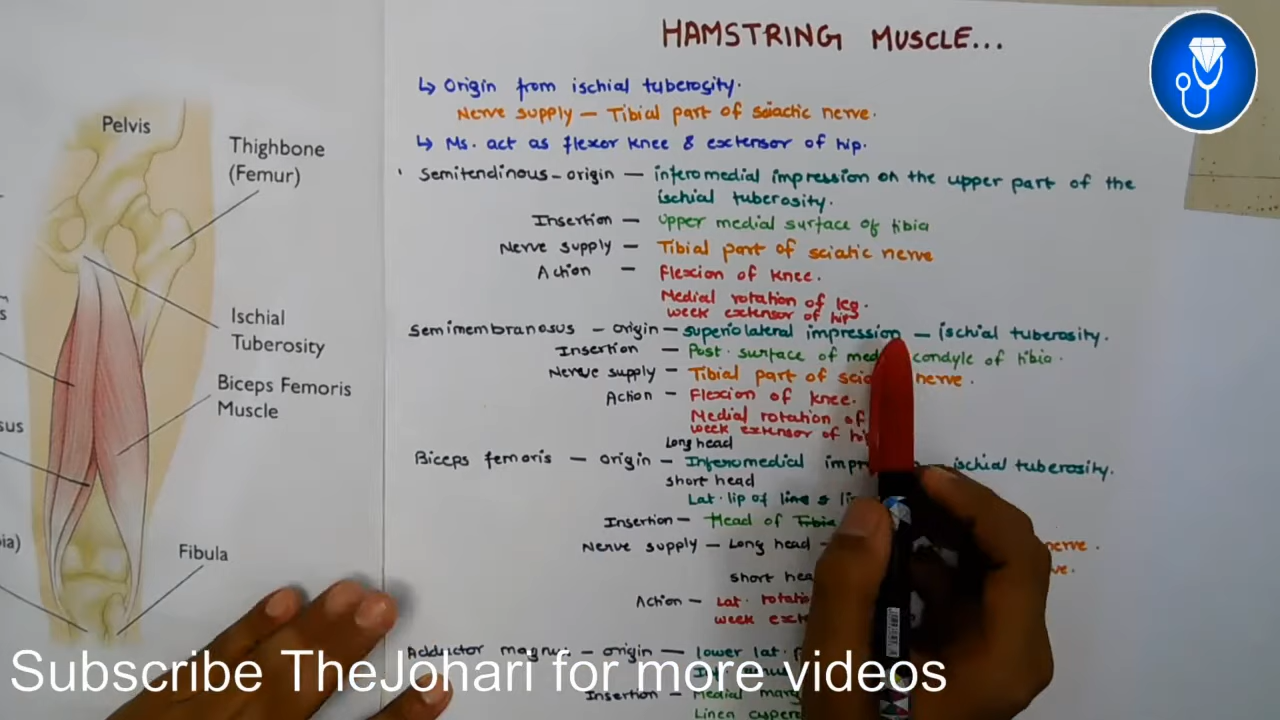 HAMSTRING MUSCLE...
↳ Origin from ischial tuberosity.
Nerve supply – Tibial part of sciactic nerve.
↳ Ms. act as flexor knee & extensor of hip.
Semitendinous – origin – inferomedial impression on the upper part of the
ischial tuberosity.
Insertion – Upper medial surface of tibia
Nerve supply – Tibial part of sciatic nerve
Action – Flexion of knee.
Medial rotation of leg.
week extensor of hip
Semimembranosus – origin – superiolateral impression – ischial tuberosity.
Insertion – Post. surface of condyle of tibia.
Nerve supply – Tibial part of nerve.
Action – Flexion of knee.
Medial rotation of
week extensor of
Long head
Biceps femoris – origin – Inferomedial ischial tuberosity.
short head
Lat. lip of
Insertion – Head of Tibia
Nerve supply – Long head – nerve.
short
Action – Lat.
week
Adductor magnus – origin – lower lat.
Insertion – Medial
Linea
Pelvis
Thighbone
(Femur)
Ischial
Tuberosity
Biceps Femoris
Muscle
Fibula
Subscribe TheJohari for more videos